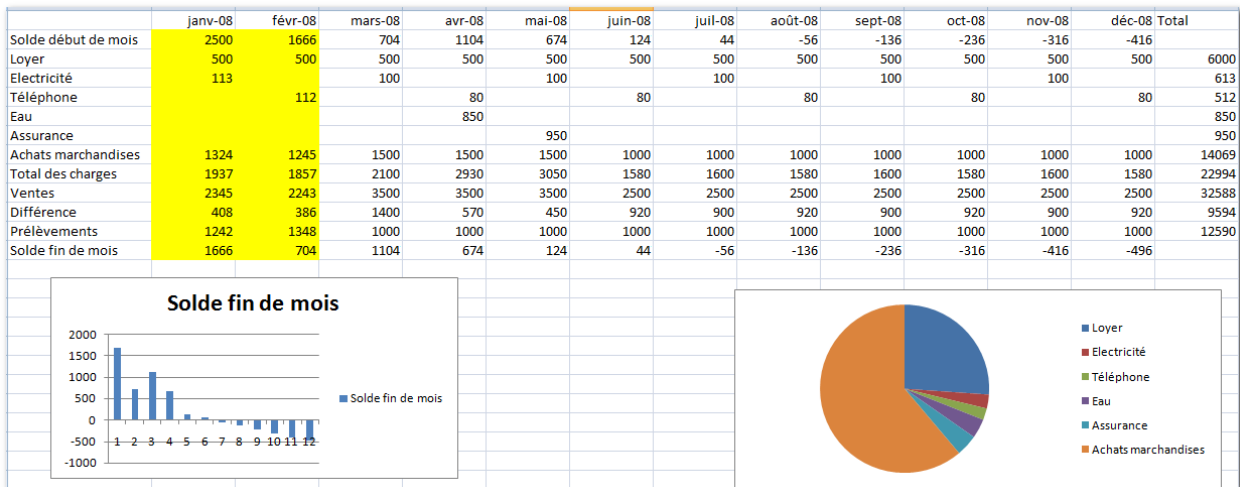 janv-08 févr-08 mars-08 avr-08 mai-08 juin-08 juil-08 août-08 sept-08 oct-08 nov-08 déc-08 Total
Solde début de mois 2500 1666 704 1104 674 124 44 -56 -136 -236 -316 -416
Loyer 500 500 500 500 500 500 500 500 500 500 500 500 6000
Electricité 113 100 100 100 100 100 613
Téléphone 112 80 80 80 80 80 512
Eau 850 850
Assurance 950 950
Achats marchandises 1324 1245 1500 1500 1500 1000 1000 1000 1000 1000 1000 1000 14069
Total des charges 1937 1857 2100 2930 3050 1580 1600 1580 1600 1580 1600 1580 22994
Ventes 2345 2243 3500 3500 3500 2500 2500 2500 2500 2500 2500 2500 32588
Différence 408 386 1400 570 450 920 900 920 900 920 900 920 9594
Prélèvements 1242 1348 1000 1000 1000 1000 1000 1000 1000 1000 1000 1000 12590
Solde fin de mois 1666 704 1104 674 124 44 -56 -136 -236 -316 -416 -496
Solde fin de mois
2000
1500
1000
500
0
-500
-1000
1 2 3 4 5 6 7 8 9 10 11 12
Solde fin de mois
Loyer
Electricité
Téléphone
Eau
Assurance
Achats marchandises